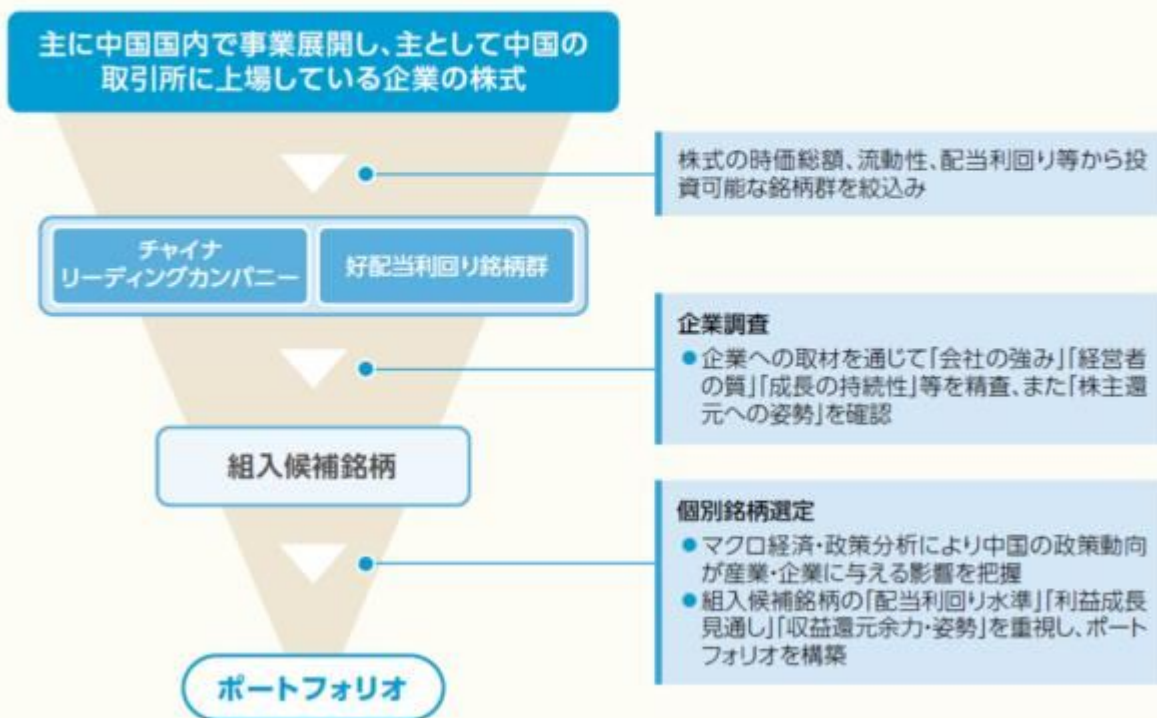 主に中国国内で事業展開し、主として中国の
取引所に上場している企業の株式
株式の時価総額、流動性、配当利回り等から投
資可能な銘柄群を絞込み
チャイナ
リーディングカンパニー
好配当利回り銘柄群
企業調査
●企業への取材を通じて「会社の強み」「経営者
の質」「成長の持続性」等を精査、また「株主還
元への姿勢」を確認
組入候補銘柄
個別銘柄選定
●マクロ経済・政策分析により中国の政策動向
が産業・企業に与える影響を把握
●組入候補銘柄の「配当利回り水準」「利益成長
見通し」「収益還元余力・姿勢」を重視し、ポート
フォリオを構築
ポートフォリオ